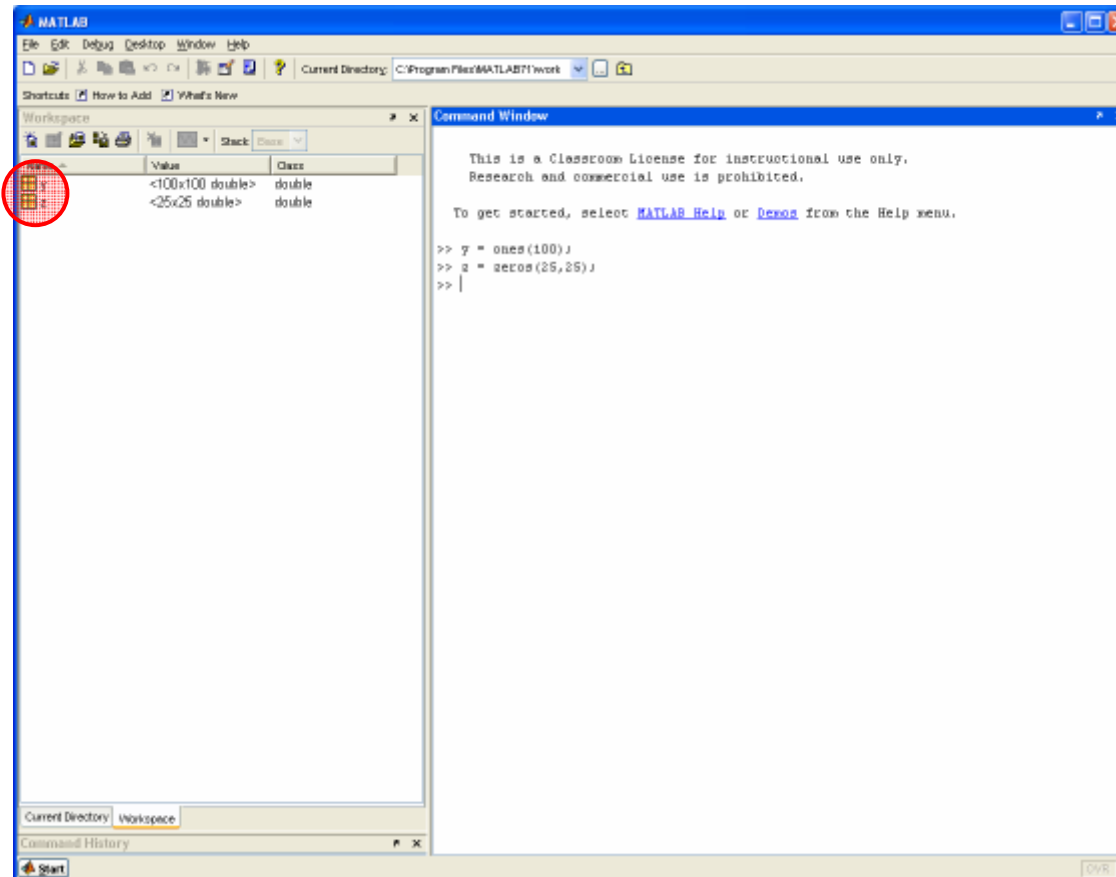 MATLAB
File Edit Debug Desktop Window Help
Current Directory: C:\Program Files\MATLAB71\work
Shortcuts How to Add What's New
Workspace
Stack: Base
Name Value Class
y <100x100 double> double
z <25x25 double> double
Current Directory Workspace
Command History
Start
Command Window
This is a Classroom License for instructional use only.
Research and commercial use is prohibited.
To get started, select MATLAB Help or Demos from the Help menu.
>> y = ones(100);
>> z = zeros(25,25);
>>
OVR